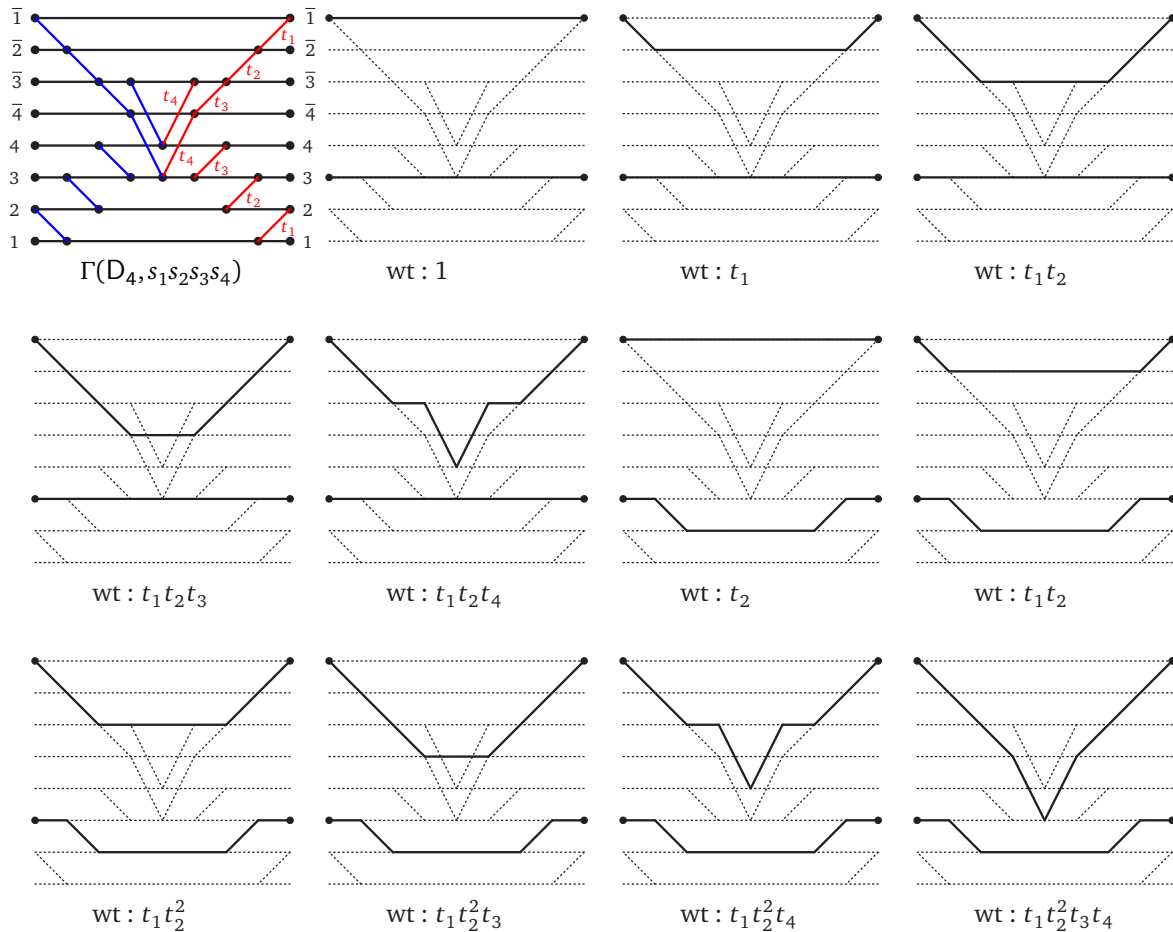 1̅ 1̅
t₁
2̅ 2̅
t₂
3̅ 3̅
t₄ t₃
4̅ 4̅
4 t₄ t₃ 4
3 3
t₂
2 2
t₁
1 1
Γ(D₄, s₁s₂s₃s₄) wt : 1 wt : t₁ wt : t₁t₂
wt : t₁t₂t₃ wt : t₁t₂t₄ wt : t₂ wt : t₁t₂
wt : t₁t₂² wt : t₁t₂²t₃ wt : t₁t₂²t₄ wt : t₁t₂²t₃t₄